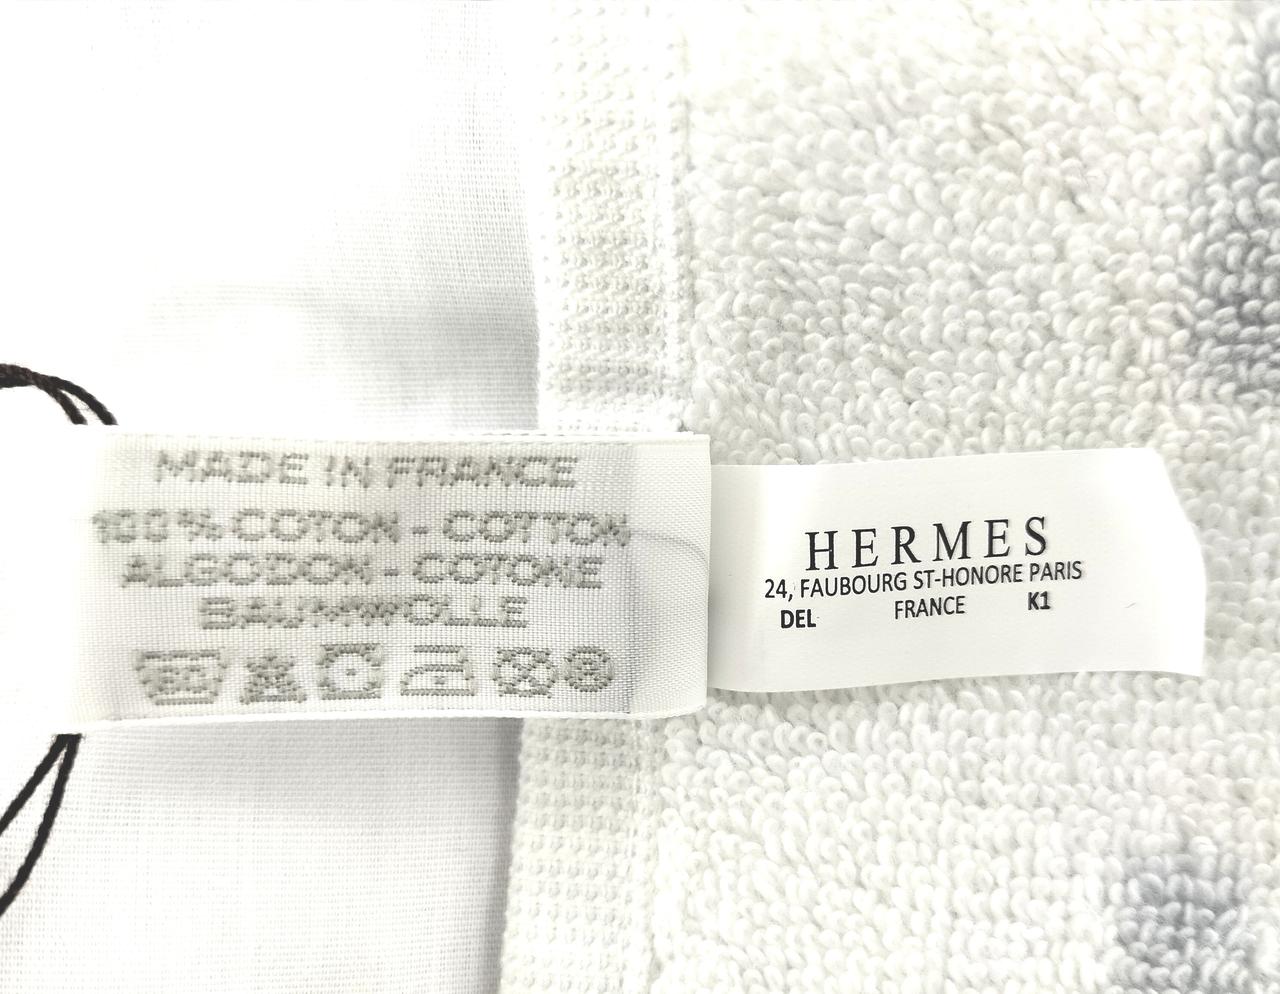 MADE IN FRANCE
100% COTON - COTTON
ALGODON - COTONE
BAUMWOLLE
HERMES
24, FAUBOURG ST-HONORE PARIS
DEL FRANCE K1